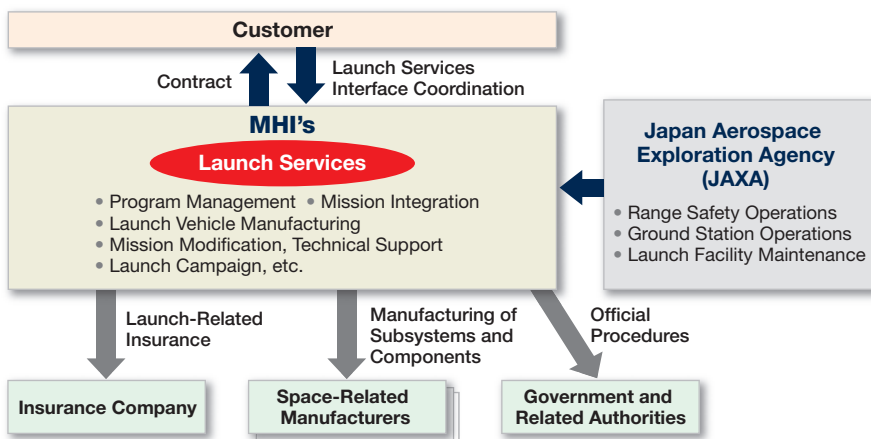 Customer
Contract
Launch Services
Interface Coordination
MHI's
Launch Services
• Program Management • Mission Integration
• Launch Vehicle Manufacturing
• Mission Modification, Technical Support
• Launch Campaign, etc.
Japan Aerospace
Exploration Agency
(JAXA)
• Range Safety Operations
• Ground Station Operations
• Launch Facility Maintenance
Launch-Related
Insurance
Manufacturing of
Subsystems and
Components
Official
Procedures
Insurance Company
Space-Related
Manufacturers
Government and
Related Authorities